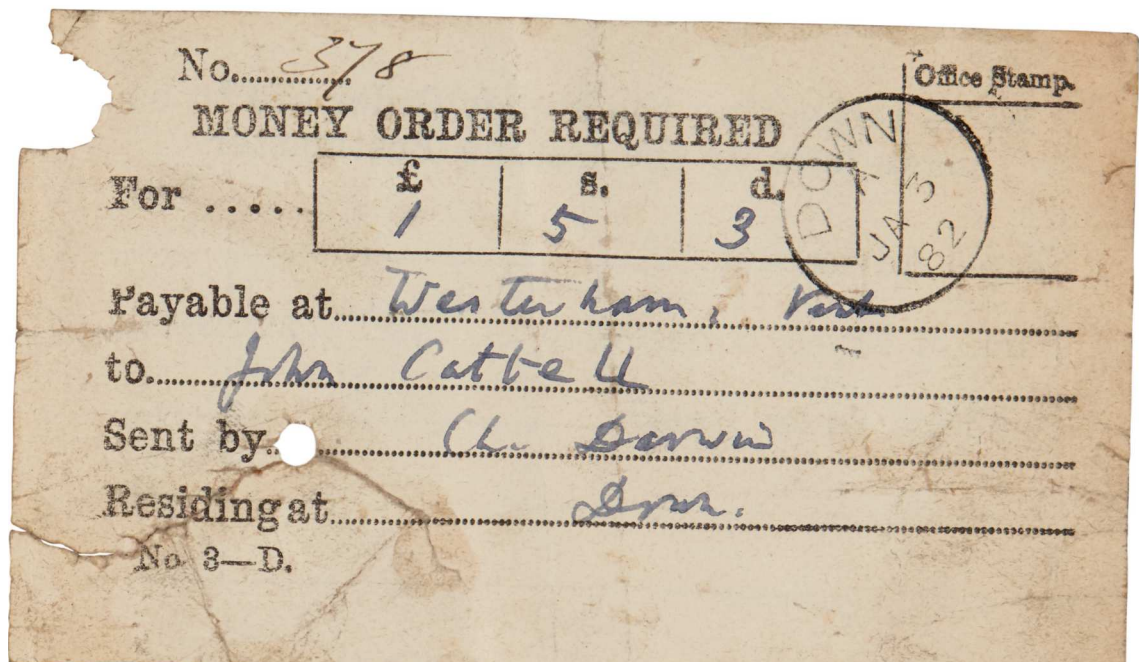 No. 378
Office Stamp.
MONEY ORDER REQUIRED
DOWN
A
JA 3
82
For ..... £ s. d.
1 5 3
Payable at Westerham, Kent
to John Cattell
Sent by Ch. Darwin
Residing at Down.
No 3—D.